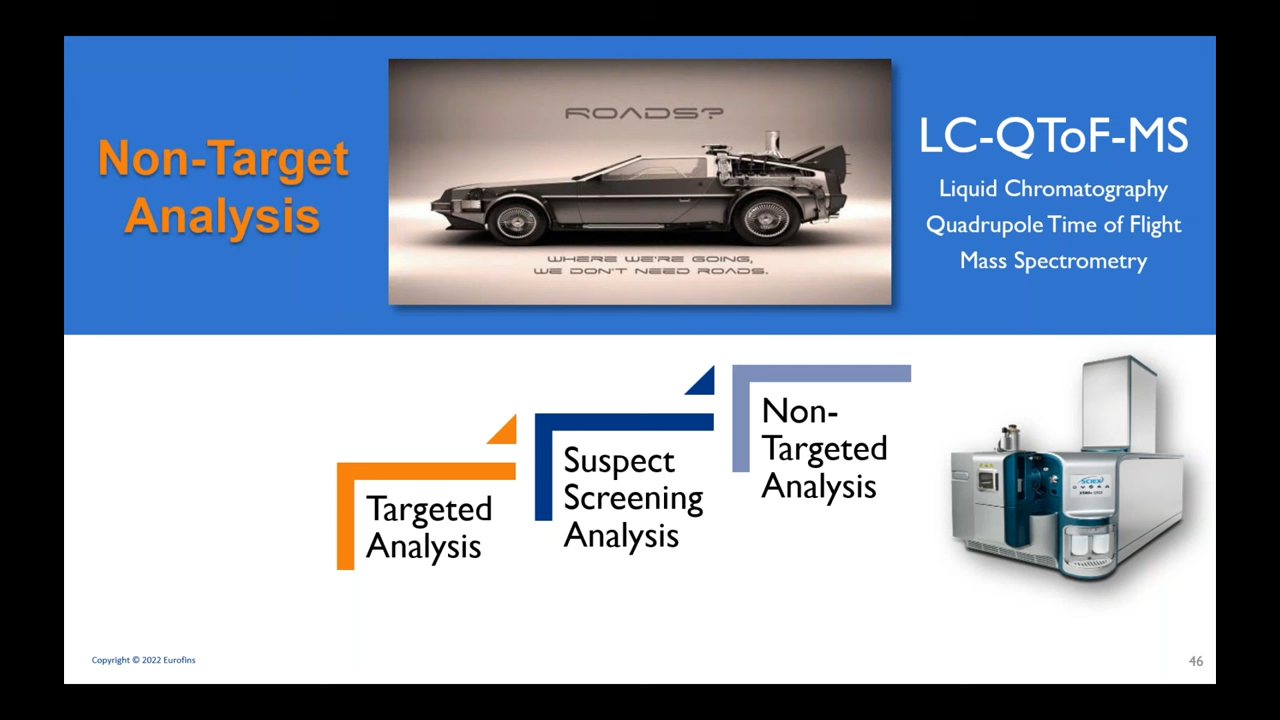 Non-Target
Analysis
ROADS?
WHERE WE'RE GOING,
WE DON'T NEED ROADS.
LC-QToF-MS
Liquid Chromatography
Quadrupole Time of Flight
Mass Spectrometry
Targeted
Analysis
Suspect
Screening
Analysis
Non-
Targeted
Analysis
SCIEX
Copyright © 2022 Eurofins
46